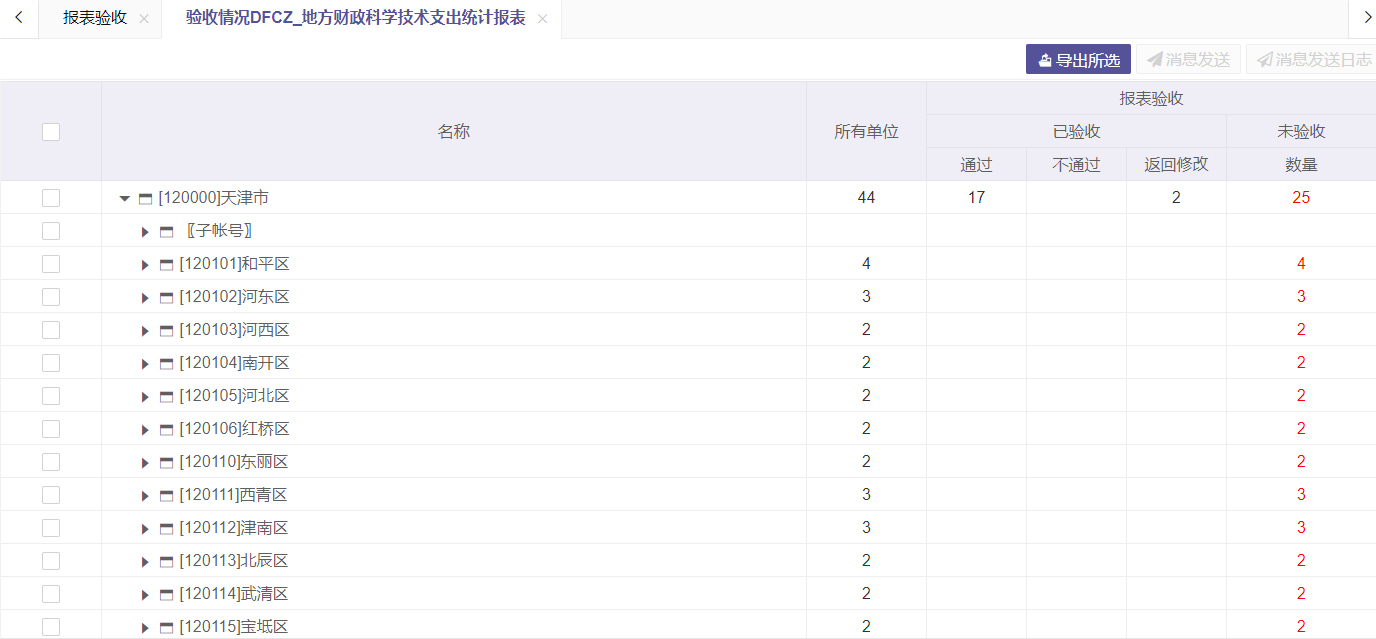 报表验收
验收情况DFCZ_地方财政科学技术支出统计报表
导出所选 消息发送 消息发送日志
名称 所有单位 报表验收
已验收 未验收
通过 不通过 返回修改 数量
[120000]天津市 44 17 2 25
〖子帐号〗
[120101]和平区 4 4
[120102]河东区 3 3
[120103]河西区 2 2
[120104]南开区 2 2
[120105]河北区 2 2
[120106]红桥区 2 2
[120110]东丽区 2 2
[120111]西青区 3 3
[120112]津南区 3 3
[120113]北辰区 2 2
[120114]武清区 2 2
[120115]宝坻区 2 2